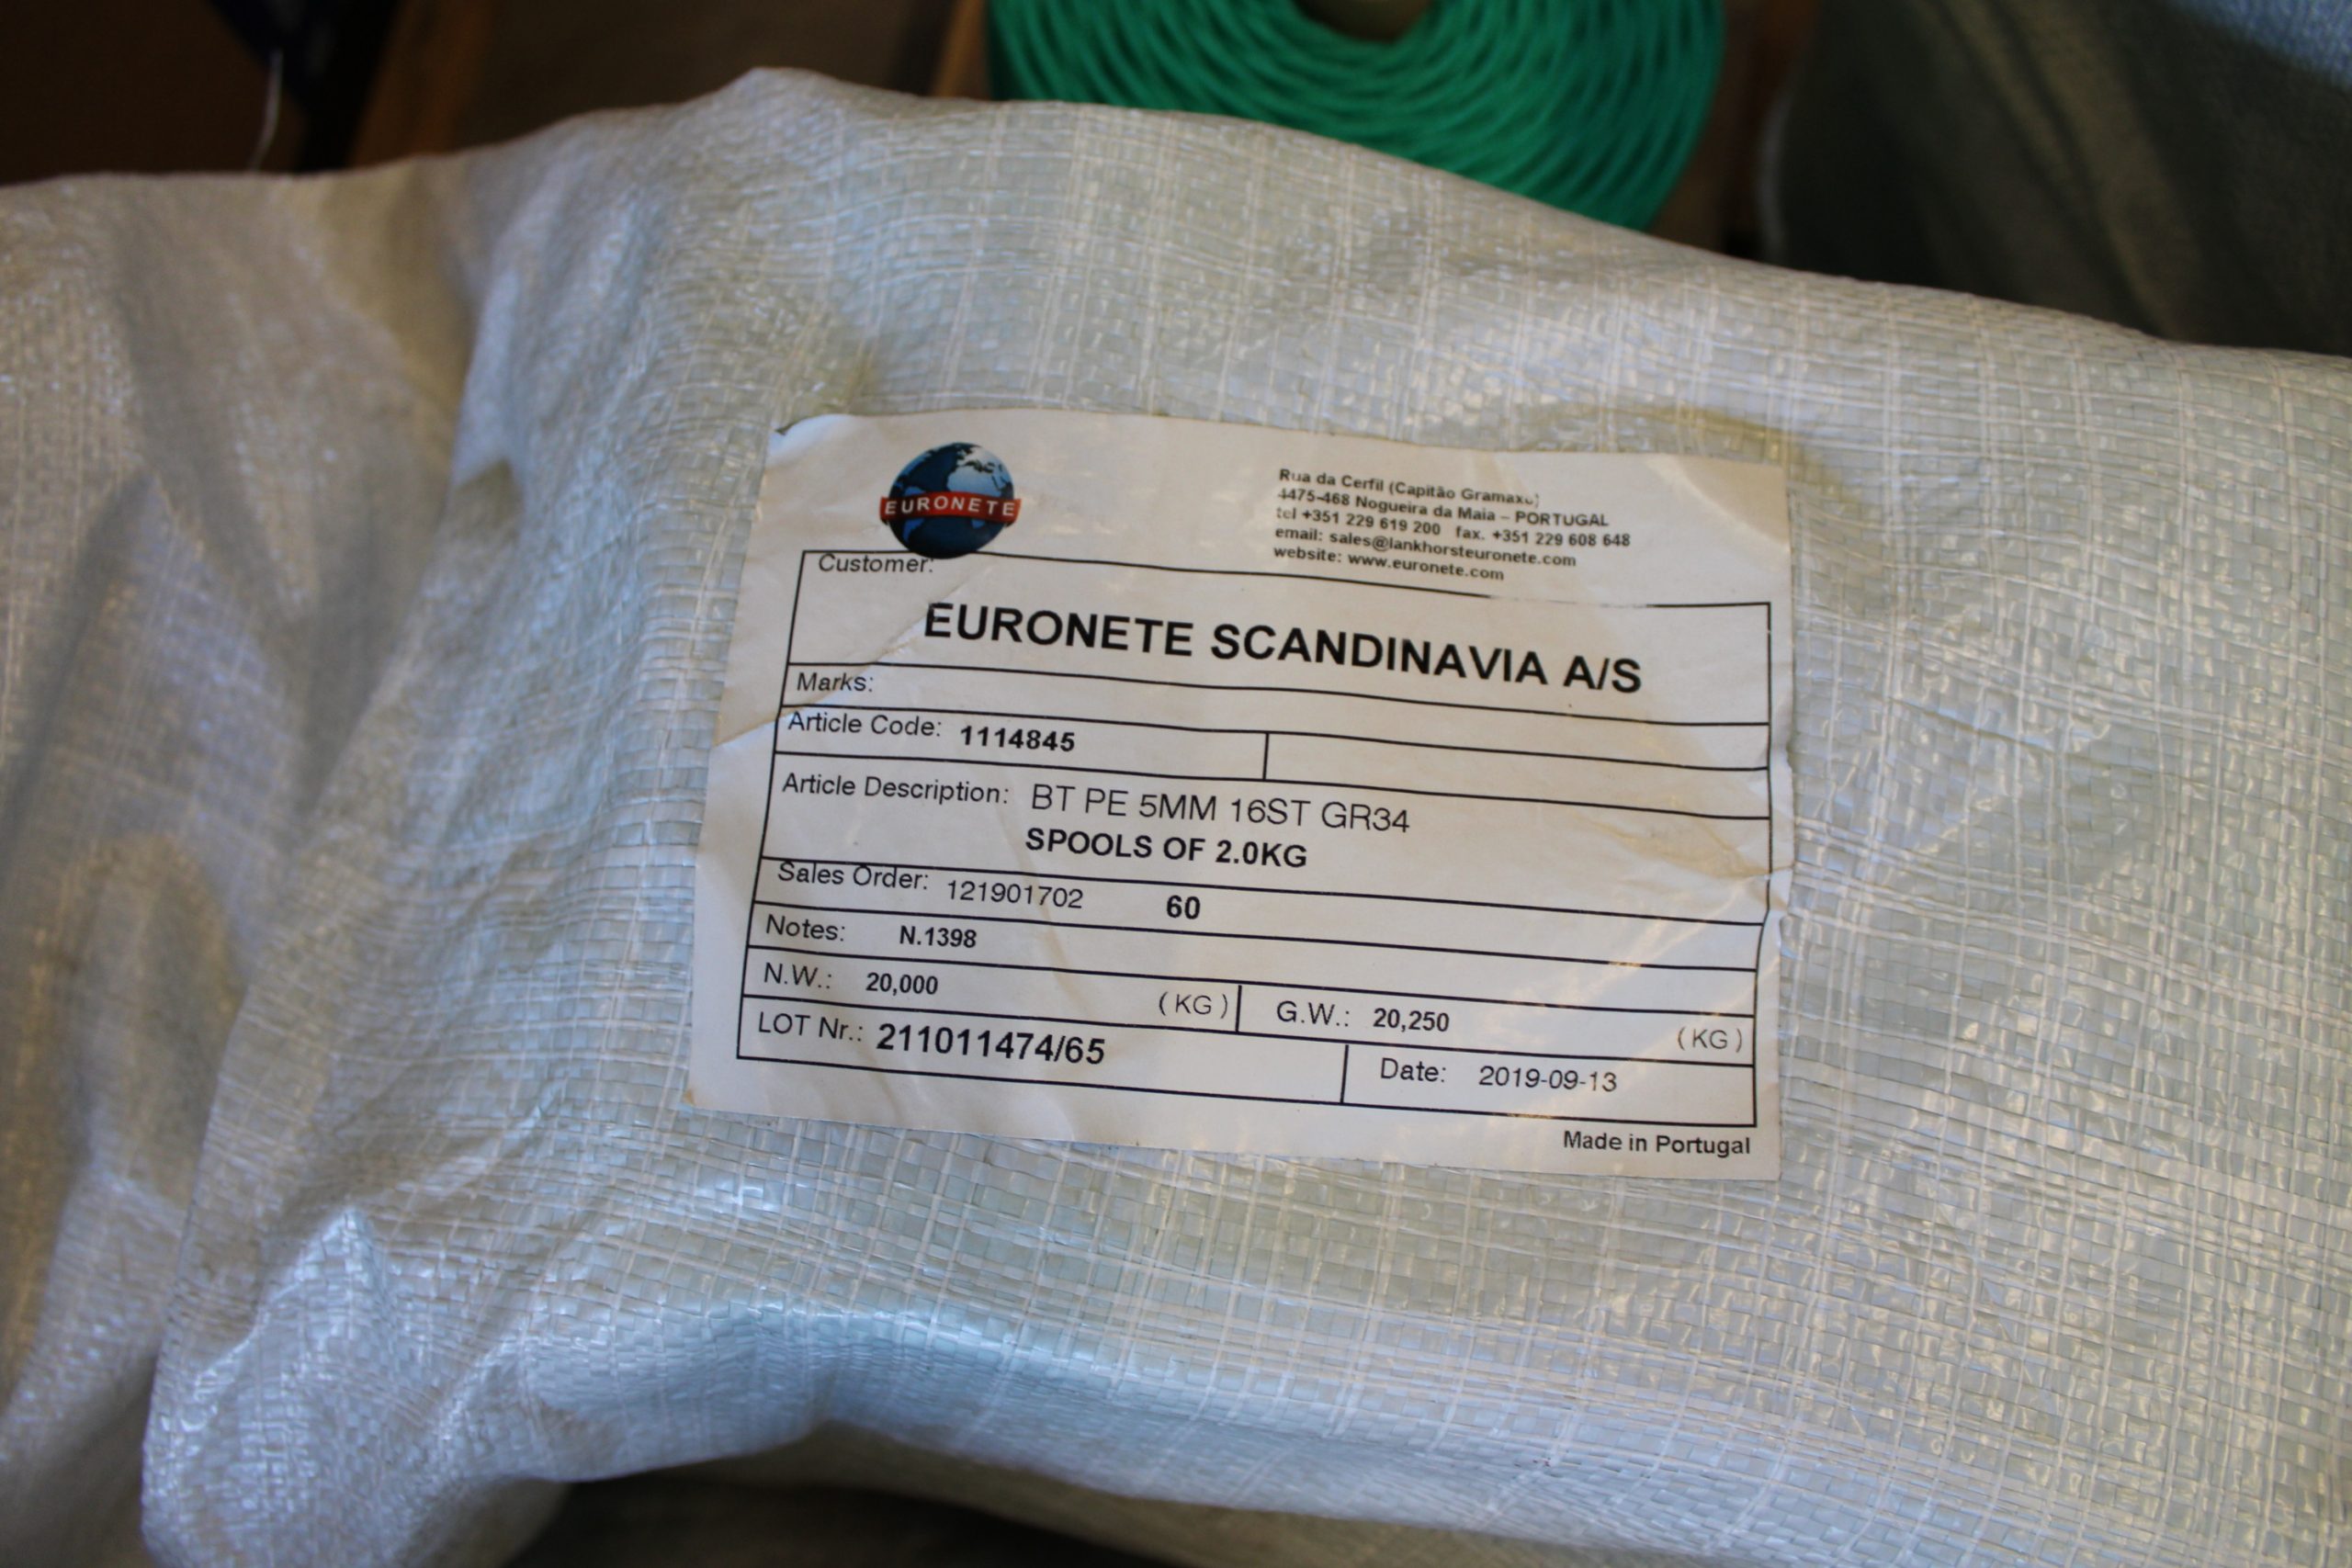 EURONETE
Rua da Cerfil (Capitão Gramaxo)
4475-468 Nogueira da Maia – PORTUGAL
tel +351 229 619 200 fax. +351 229 608 648
email: sales@lankhorsteuronete.com
website: www.euronete.com
Customer:
EURONETE SCANDINAVIA A/S
Marks:
Article Code: 1114845
Article Description: BT PE 5MM 16ST GR34
SPOOLS OF 2.0KG
Sales Order: 121901702 60
Notes: N.1398
N.W.: 20,000 (KG) G.W.: 20,250 (KG)
LOT Nr.: 211011474/65 Date: 2019-09-13
Made in Portugal